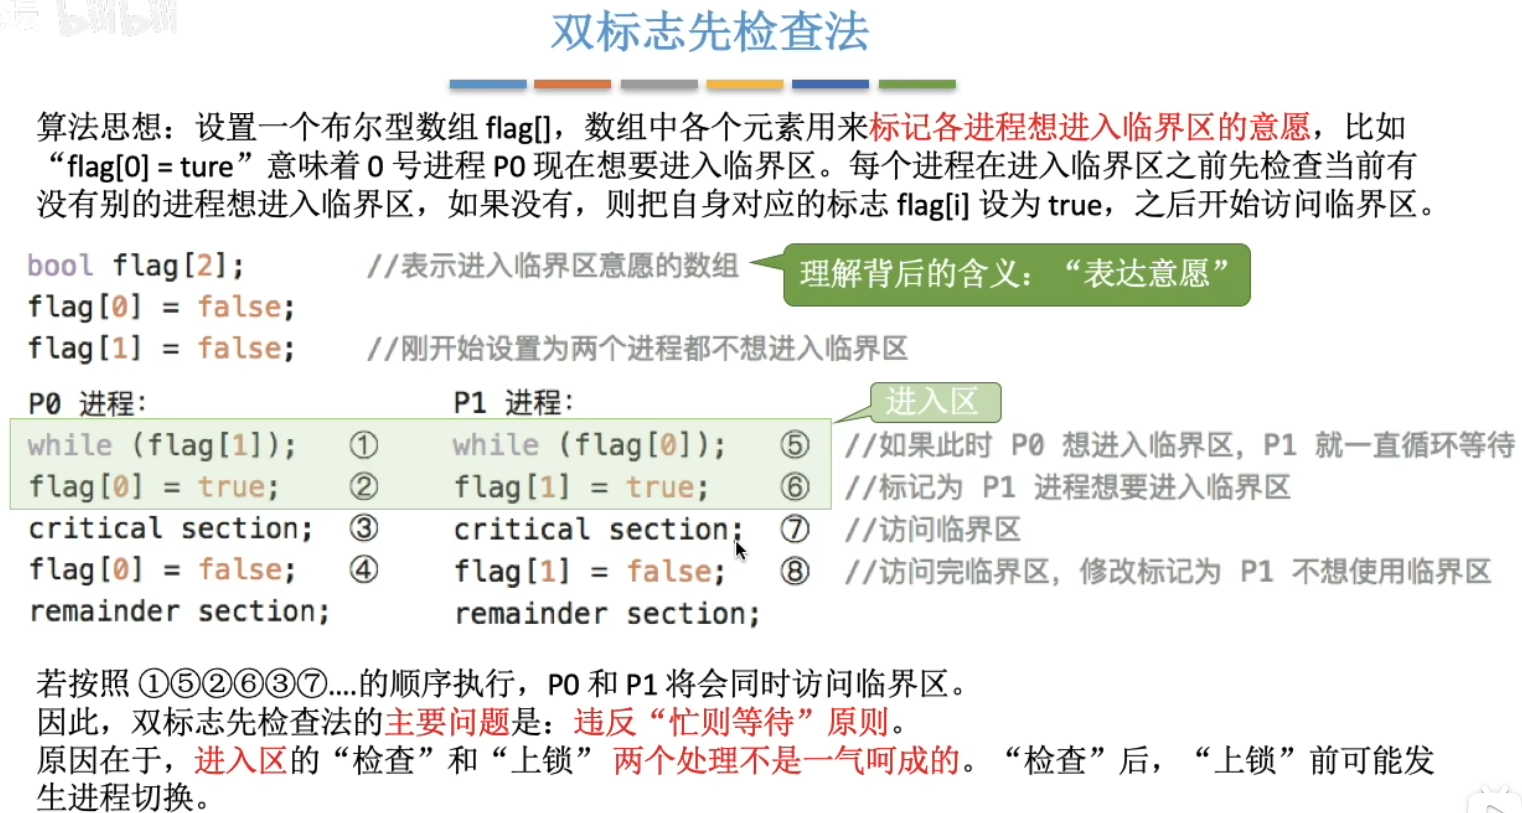 bilibili
双标志先检查法
算法思想：设置一个布尔型数组 flag[]，数组中各个元素用来标记各进程想进入临界区的意愿，比如
“flag[0] = ture”意味着 0 号进程 P0 现在想要进入临界区。每个进程在进入临界区之前先检查当前有
没有别的进程想进入临界区，如果没有，则把自身对应的标志 flag[i] 设为 true，之后开始访问临界区。
bool flag[2]; //表示进入临界区意愿的数组
理解背后的含义：“表达意愿”
flag[0] = false;
flag[1] = false; //刚开始设置为两个进程都不想进入临界区
P0 进程： P1 进程：
进入区
while (flag[1]); ① while (flag[0]); ⑤ //如果此时 P0 想进入临界区，P1 就一直循环等待
flag[0] = true; ② flag[1] = true; ⑥ //标记为 P1 进程想要进入临界区
critical section; ③ critical section; ⑦ //访问临界区
flag[0] = false; ④ flag[1] = false; ⑧ //访问完临界区，修改标记为 P1 不想使用临界区
remainder section; remainder section;
若按照 ①⑤②⑥③⑦....的顺序执行，P0 和 P1 将会同时访问临界区。
因此，双标志先检查法的主要问题是：违反“忙则等待”原则。
原因在于，进入区的“检查”和“上锁” 两个处理不是一气呵成的。“检查”后，“上锁”前可能发
生进程切换。